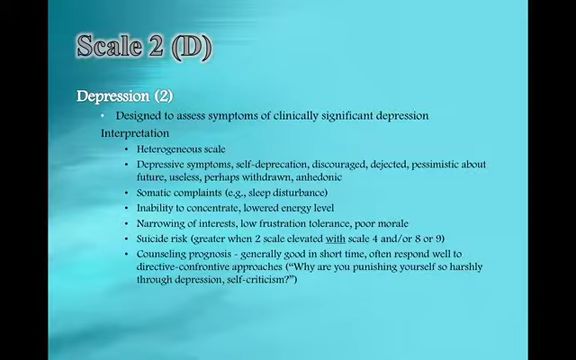 Scale 2 (D)
Depression (2)
• Designed to assess symptoms of clinically significant depression
Interpretation
• Heterogeneous scale
• Depressive symptoms, self-deprecation, discouraged, dejected, pessimistic about
future, useless, perhaps withdrawn, anhedonic
• Somatic complaints (e.g., sleep disturbance)
• Inability to concentrate, lowered energy level
• Narrowing of interests, low frustration tolerance, poor morale
• Suicide risk (greater when 2 scale elevated with scale 4 and/or 8 or 9)
• Counseling prognosis - generally good in short time, often respond well to
directive-confrontive approaches ("Why are you punishing yourself so harshly
through depression, self-criticism?")